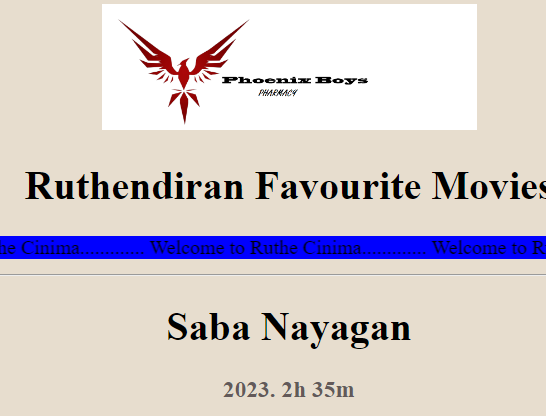 Phoenix Boys
PHARMACY
Ruthendiran Favourite Movies
he Cinima............. Welcome to Ruthe Cinima............. Welcome to R
Saba Nayagan
2023. 2h 35m